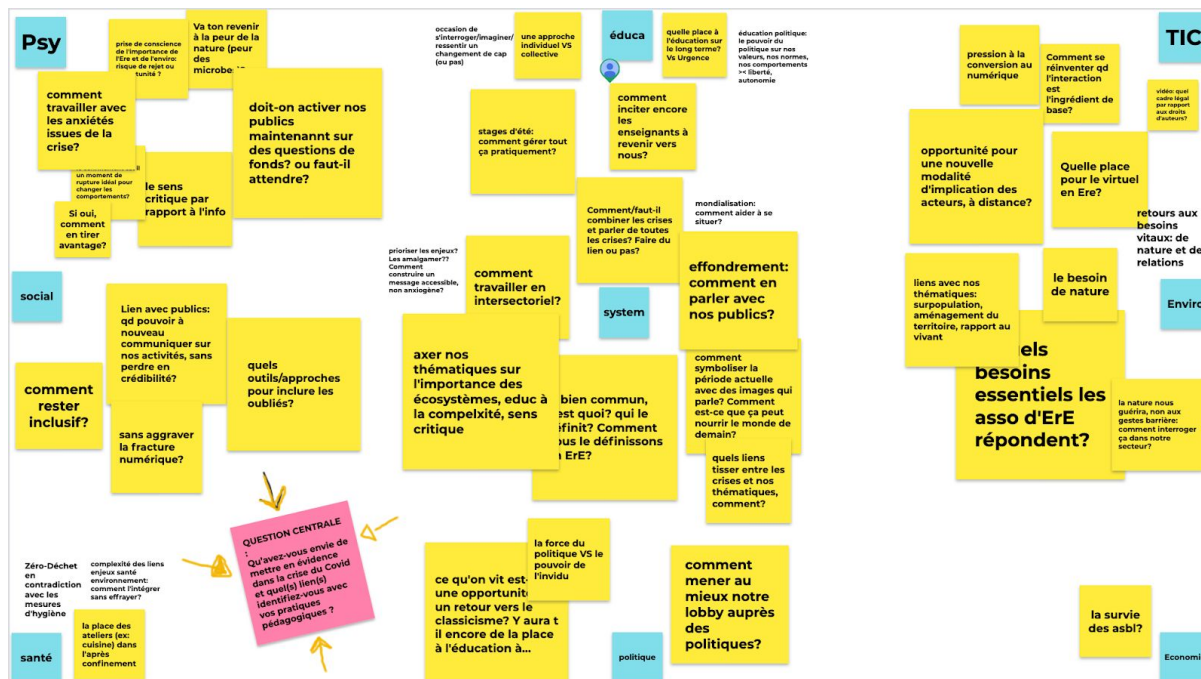 Psy
prise de conscience
de l'importance de
l'Ere et de l'enviro:
risque de rejet ou
Va ton revenir
à la peur de la
nature (peur
des
comment
travailler avec
les anxiétés
issues de la
crise?
doit-on activer nos
publics
maintenannt sur
des questions de
fonds? ou faut-il
attendre?
un moment de
rupture idéal pour
changer les
comportements?
le sens
critique par
rapport à l'info
Si oui,
comment
en tirer
avantage?
occasion de
s'interroger/imaginer/
ressentir un
changement de cap
(ou pas)
une approche
individuel VS
collective
éduca
quelle place à
l'éducation sur
le long terme?
Vs Urgence
éducation politique:
le pouvoir du
politique sur nos
valeurs, nos normes,
nos comportements
>< liberté,
autonomie
stages d'été:
comment gérer tout
ça pratiquement?
comment
inciter encore
les
enseignants à
revenir vers
nous?
TIC
pression à la
conversion au
numérique
Comment se
réinventer qd
l'interaction
est
l'ingrédient de
base?
vidéo: quel
cadre légal
par rapport
aux droits
d'auteurs?
opportunité pour
une nouvelle
modalité
d'implication des
acteurs, à distance?
Quelle place
pour le virtuel
en Ere?
social
Lien avec publics:
qd pouvoir à
nouveau
communiquer sur
nos activités, sans
perdre en
crédibilité?
quels
outils/approches
pour inclure les
oubliés?
comment
rester
inclusif?
sans aggraver
la fracture
numérique?
Comment/faut-il
combiner les crises
et parler de toutes
les crises? Faire du
lien ou pas?
mondialisation:
comment aider à se
situer?
prioriser les enjeux?
Les amalgamer??
Comment
construire un
message accessible,
non anxiogène?
comment
travailler en
intersectoriel?
system
effondrement:
comment en
parler avec
nos publics?
axer nos
thématiques sur
l'importance des
écosystèmes, educ à
la compelxité, sens
critique
bien commun,
est quoi? qui le
éfinit? Comment
ous le définissons
ErE?
comment
symboliser la
période actuelle
avec des images qui
parle? Comment
est-ce que ça peut
nourrir le monde de
demain?
quels liens
tisser entre les
crises et nos
thématiques,
comment?
retours aux
besoins
vitaux: de
nature et de
relations
Enviro
liens avec nos
thématiques:
surpopulation,
aménagement du
territoire, rapport au
vivant
le besoin
de nature
els
besoins
essentiels les
asso d'ErE
répondent?
la nature nous
guérira, non aux
gestes barrière:
comment interroger
ça dans notre
secteur?
QUESTION CENTRALE
:
Qu'avez-vous envie de
mettre en évidence
dans la crise du Covid
et quel(s) lien(s)
identifiez-vous avec
vos pratiques
pédagogiques ?
Zéro-Déchet
en
contradiction
avec les
mesures
d'hygiène
complexité des liens
enjeux santé
environnement:
comment l'intégrer
sans effrayer?
santé
la place des
ateliers (ex:
cuisine) dans
l'après
confinement
ce qu'on vit est-
une opportunité
un retour vers le
classicisme? Y aura t
il encore de la place
à l'éducation à...
la force du
politique VS le
pouvoir de
l'invidu
politique
comment
mener au
mieux notre
lobby auprès
des
politiques?
la survie
des asbl?
Economi